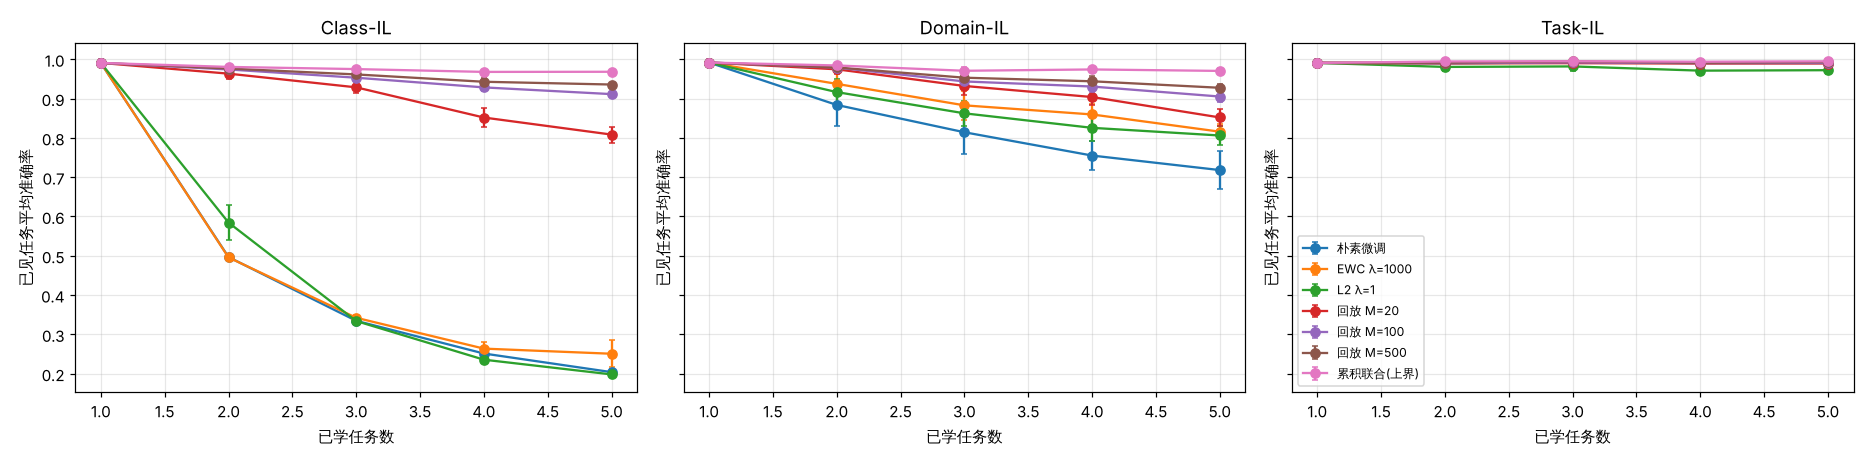 Class-IL
已见任务平均准确率
1.0
0.9
0.8
0.7
0.6
0.5
0.4
0.3
0.2
1.0 1.5 2.0 2.5 3.0 3.5 4.0 4.5 5.0
已学任务数
Domain-IL
已见任务平均准确率
1.0 1.5 2.0 2.5 3.0 3.5 4.0 4.5 5.0
已学任务数
Task-IL
已见任务平均准确率
朴素微调
EWC λ=1000
L2 λ=1
回放 M=20
回放 M=100
回放 M=500
累积联合(上界)
1.0 1.5 2.0 2.5 3.0 3.5 4.0 4.5 5.0
已学任务数